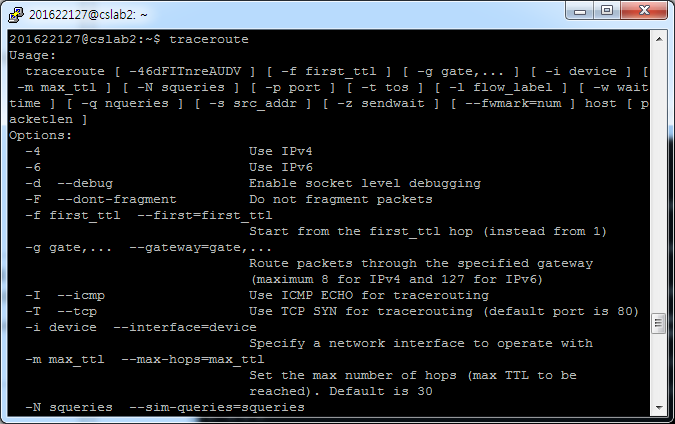 201622127@cslab2: ~
201622127@cslab2:~$ traceroute
Usage:
  traceroute [ -46dFITnreAUDV ] [ -f first_ttl ] [ -g gate,... ] [ -i device ] [
 -m max_ttl ] [ -N squeries ] [ -p port ] [ -t tos ] [ -l flow_label ] [ -w wait
time ] [ -q nqueries ] [ -s src_addr ] [ -z sendwait ] [ --fwmark=num ] host [ p
acketlen ]
Options:
  -4                          Use IPv4
  -6                          Use IPv6
  -d  --debug                 Enable socket level debugging
  -F  --dont-fragment         Do not fragment packets
  -f first_ttl  --first=first_ttl
                              Start from the first_ttl hop (instead from 1)
  -g gate,...  --gateway=gate,...
                              Route packets through the specified gateway
                              (maximum 8 for IPv4 and 127 for IPv6)
  -I  --icmp                  Use ICMP ECHO for tracerouting
  -T  --tcp                   Use TCP SYN for tracerouting (default port is 80)
  -i device  --interface=device
                              Specify a network interface to operate with
  -m max_ttl  --max-hops=max_ttl
                              Set the max number of hops (max TTL to be
                              reached). Default is 30
  -N squeries  --sim-queries=squeries